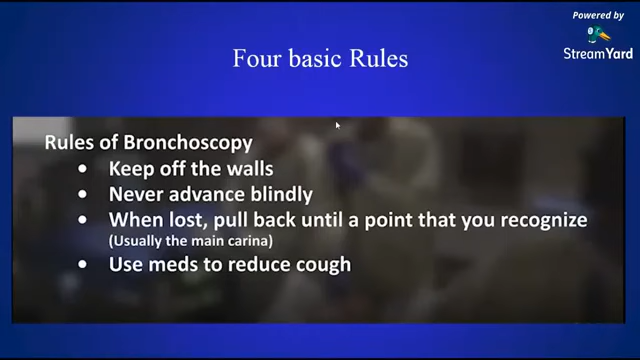 Powered by
StreamYard
Four basic Rules
Rules of Bronchoscopy
• Keep off the walls
• Never advance blindly
• When lost, pull back until a point that you recognize
(Usually the main carina)
• Use meds to reduce cough